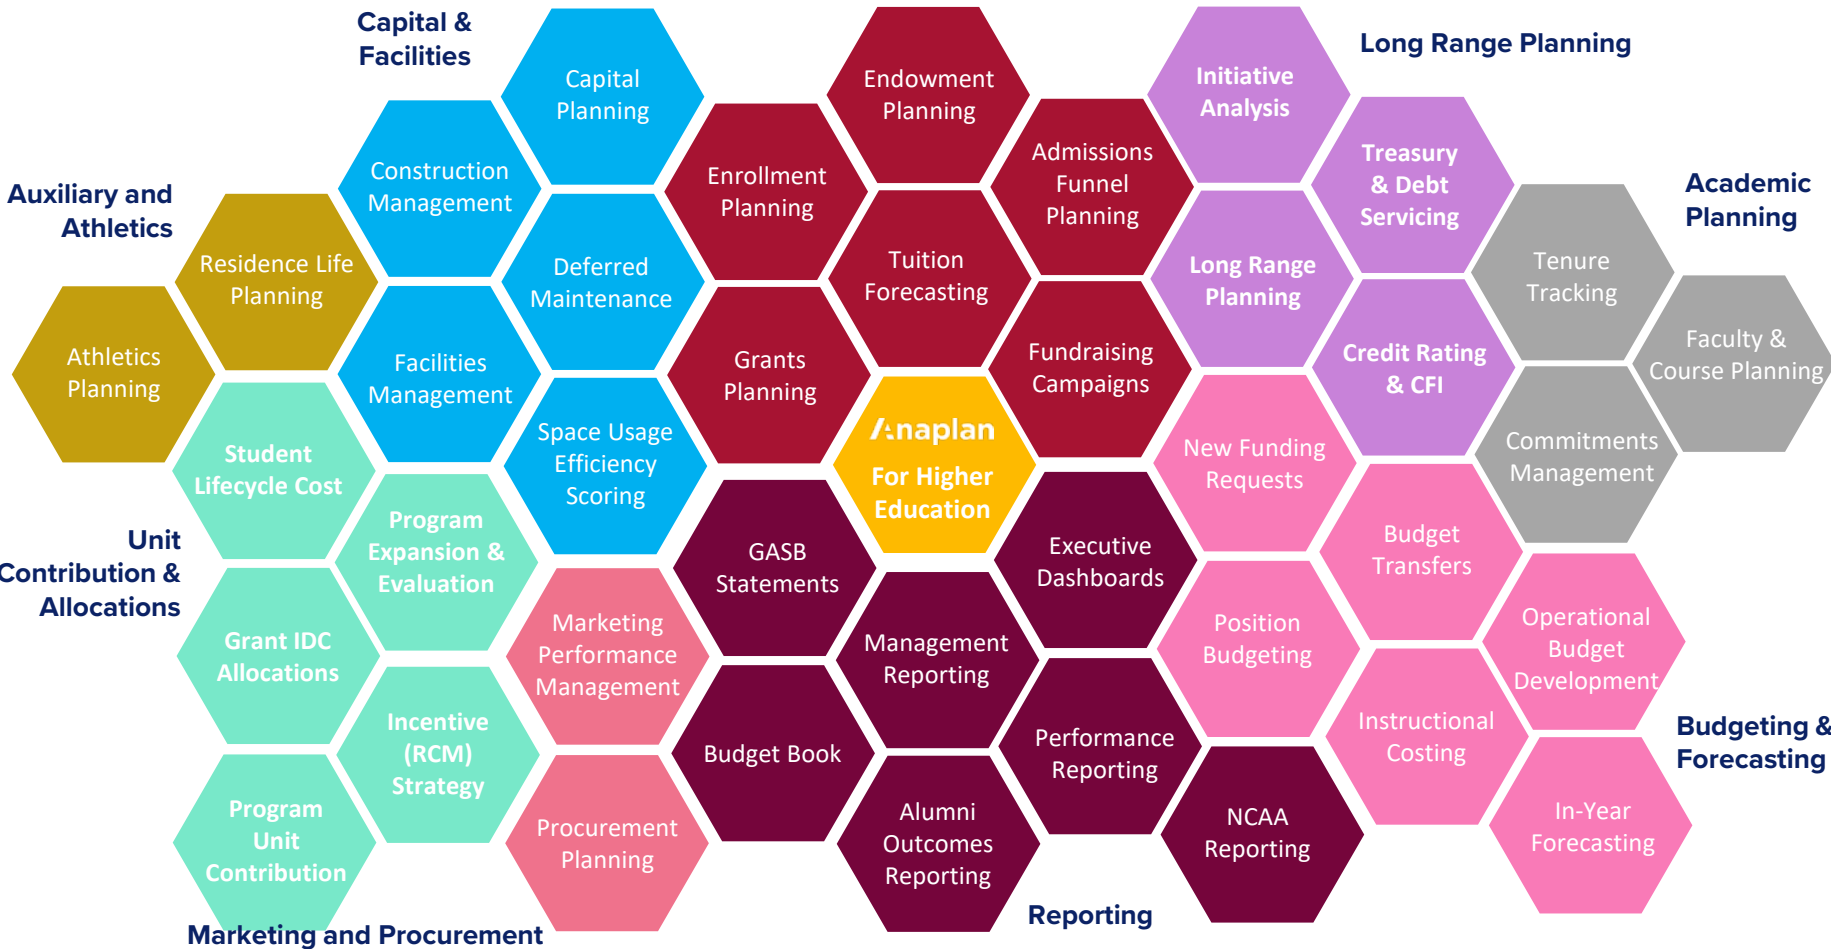 Capital &
Facilities
Long Range Planning
Auxiliary and
Athletics
Academic
Planning
Unit
Contribution &
Allocations
Budgeting &
Forecasting
Marketing and Procurement
Reporting
Capital
Planning
Endowment
Planning
Initiative
Analysis
Construction
Management
Enrollment
Planning
Admissions
Funnel
Planning
Treasury
& Debt
Servicing
Residence Life
Planning
Deferred
Maintenance
Tuition
Forecasting
Long Range
Planning
Tenure
Tracking
Athletics
Planning
Facilities
Management
Grants
Planning
Fundraising
Campaigns
Credit Rating
& CFI
Faculty &
Course Planning
Student
Lifecycle Cost
Space Usage
Efficiency
Scoring
Anaplan
For Higher
Education
New Funding
Requests
Commitments
Management
Program
Expansion &
Evaluation
GASB
Statements
Executive
Dashboards
Budget
Transfers
Grant IDC
Allocations
Marketing
Performance
Management
Management
Reporting
Position
Budgeting
Operational
Budget
Development
Incentive
(RCM)
Strategy
Budget Book
Performance
Reporting
Instructional
Costing
Program
Unit
Contribution
Procurement
Planning
Alumni
Outcomes
Reporting
NCAA
Reporting
In-Year
Forecasting